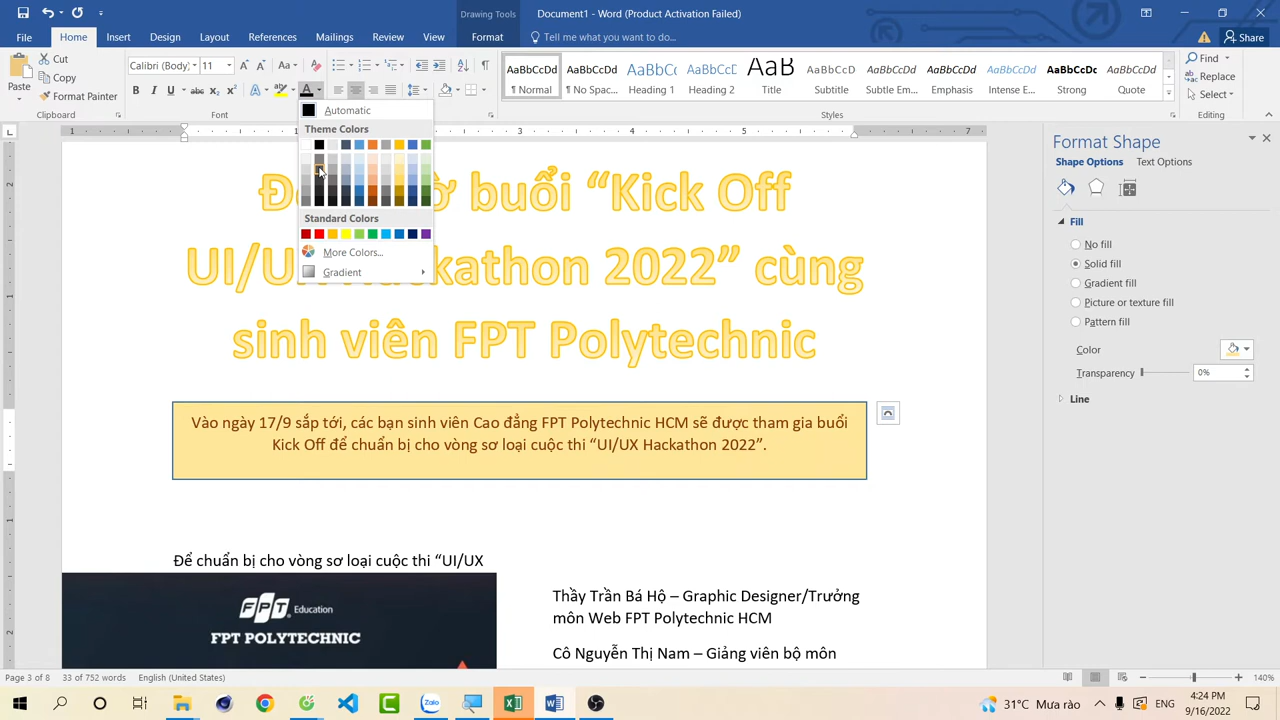 Drawing Tools
Document1 - Microsoft Word (Product Activation Failed)
File Home Insert Design Layout References Mailings Review View Help Format Tell me what you want to do... Share
Paste
Cut
Copy
Format Painter
Calibri (Body) 11
B I U abc
Clipboard
Font
AaBbCcDd ¶ Normal
AaBbCcDd ¶ No Spac...
AaBbCc Heading 1
AaBbCcD Heading 2
AaB Title
AaBbCcD Subtitle
AaBbCcDd Subtle Em...
AaBbCcDd Emphasis
AaBbCcDd Intense E...
AaBbCcDc Strong
AaBbCcDd Quote
Styles
Find
Replace
Select
Editing
Automatic
Theme Colors
Standard Colors
More Colors...
Gradient
buổi “Kick Off
2022” cùng
sinh viên FPT Polytechnic
Vào ngày 17/9 sắp tới, các bạn sinh viên Cao đẳng FPT Polytechnic HCM sẽ được tham gia buổi
Kick Off để chuẩn bị cho vòng sơ loại cuộc thi “UI/UX Hackathon 2022”.
Để chuẩn bị cho vòng sơ loại cuộc thi “UI/UX
FPT Education
FPT POLYTECHNIC
Thầy Trần Bá Hộ – Graphic Designer/Trưởng
môn Web FPT Polytechnic HCM
Cô Nguyễn Thị Nam – Giảng viên bộ môn
Format Shape
Shape Options Text Options
Fill
No fill
Solid fill
Gradient fill
Picture or texture fill
Pattern fill
Color
Transparency 0%
Line
Page 3 of 8 33 of 752 words English (United States) 140%
31°C Mưa rào
4:24 PM
9/16/2022